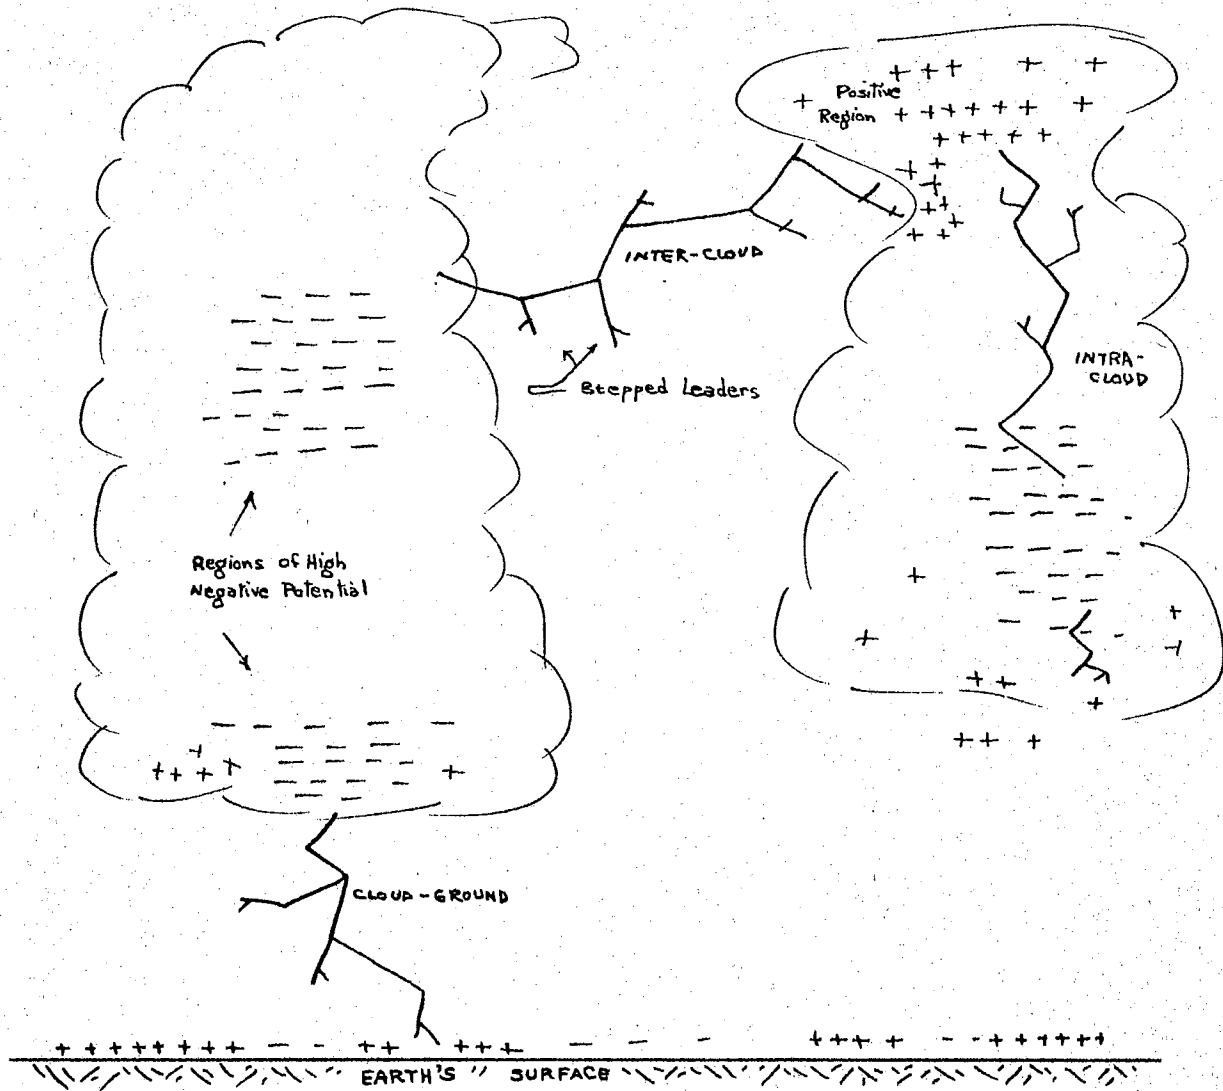 Positive
Region
INTER-CLOUD
INTRA-
CLOUD
Stepped Leaders
Regions of High
Negative Potential
CLOUD-GROUND
EARTH'S SURFACE